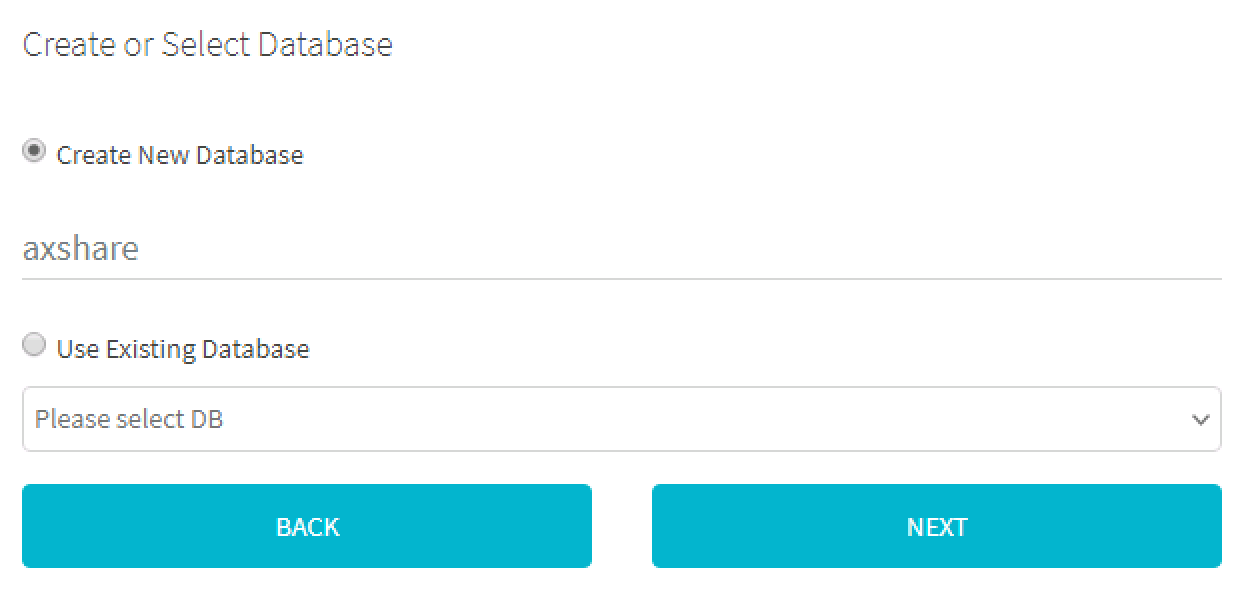 Create or Select Database
Create New Database
axshare
Use Existing Database
Please select DB
BACK
NEXT